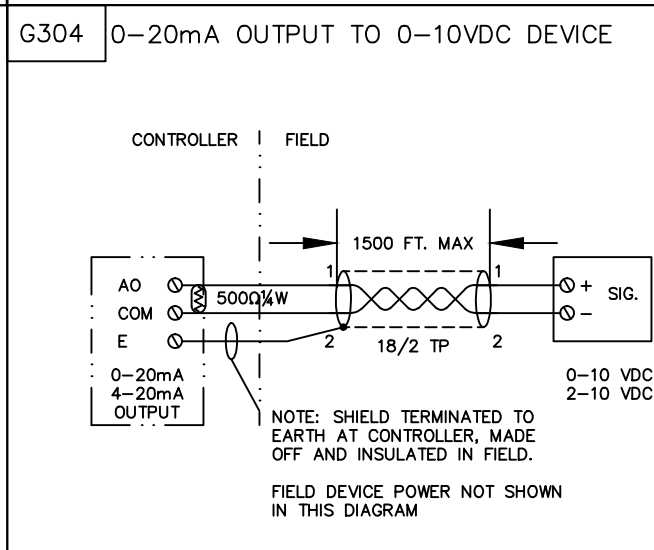 G304 0-20mA OUTPUT TO 0-10VDC DEVICE
CONTROLLER FIELD
1500 FT. MAX
AO
COM
E
500Ω¼W
1
2
1
2
18/2 TP
+
-
SIG.
0-20mA
4-20mA
OUTPUT
0-10 VDC
2-10 VDC
NOTE: SHIELD TERMINATED TO
EARTH AT CONTROLLER, MADE
OFF AND INSULATED IN FIELD.
FIELD DEVICE POWER NOT SHOWN
IN THIS DIAGRAM